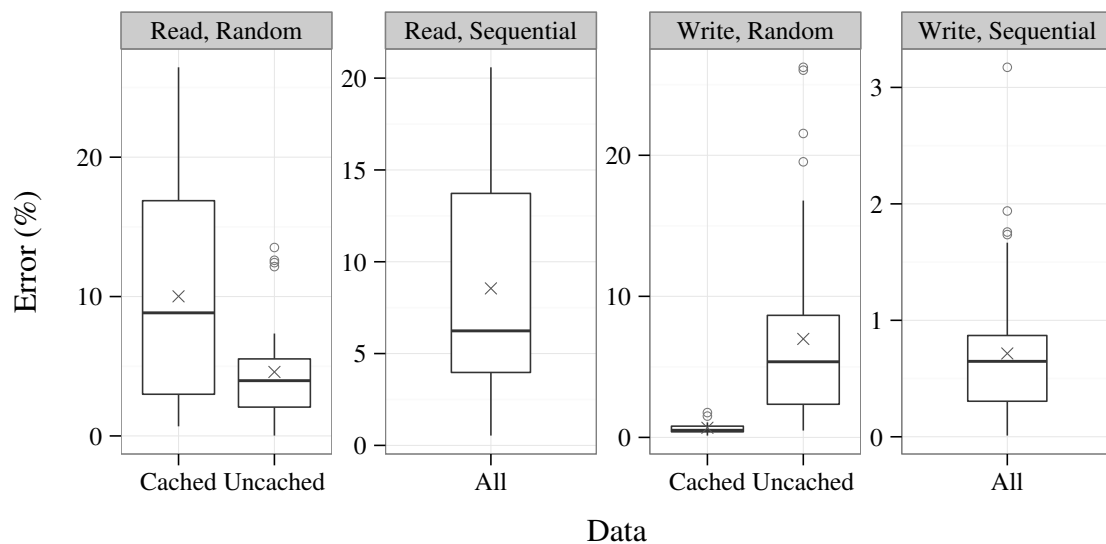 Read, Random
Read, Sequential
Write, Random
Write, Sequential
Error (%)
20
10
0
20
15
10
5
0
20
10
0
3
2
1
0
Cached Uncached
All
Cached Uncached
All
Data